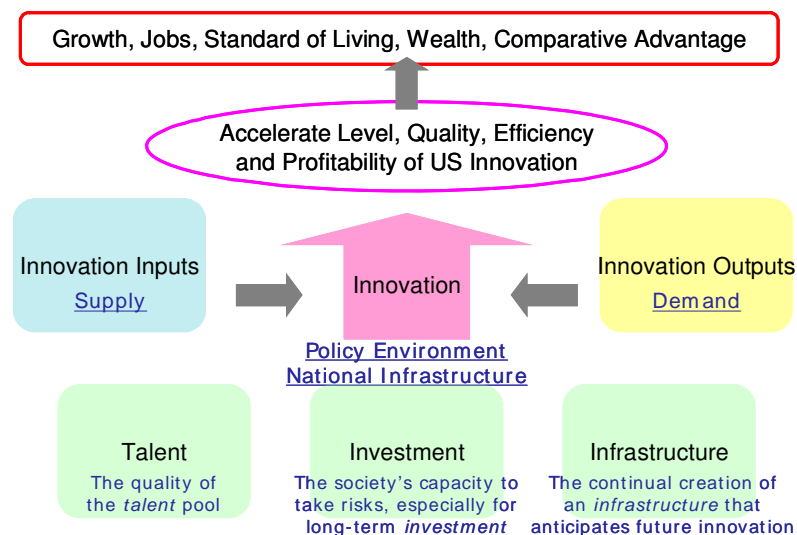 Growth, Jobs, Standard of Living, Wealth, Comparative Advantage
Accelerate Level, Quality, Efficiency
and Profitability of US Innovation
Innovation Inputs
Supply
Innovation
Innovation Outputs
Demand
Policy Environment
National Infrastructure
Talent
The quality of
the talent pool
Investment
The society's capacity to
take risks, especially for
long-term investment
Infrastructure
The continual creation of
an infrastructure that
anticipates future innovation